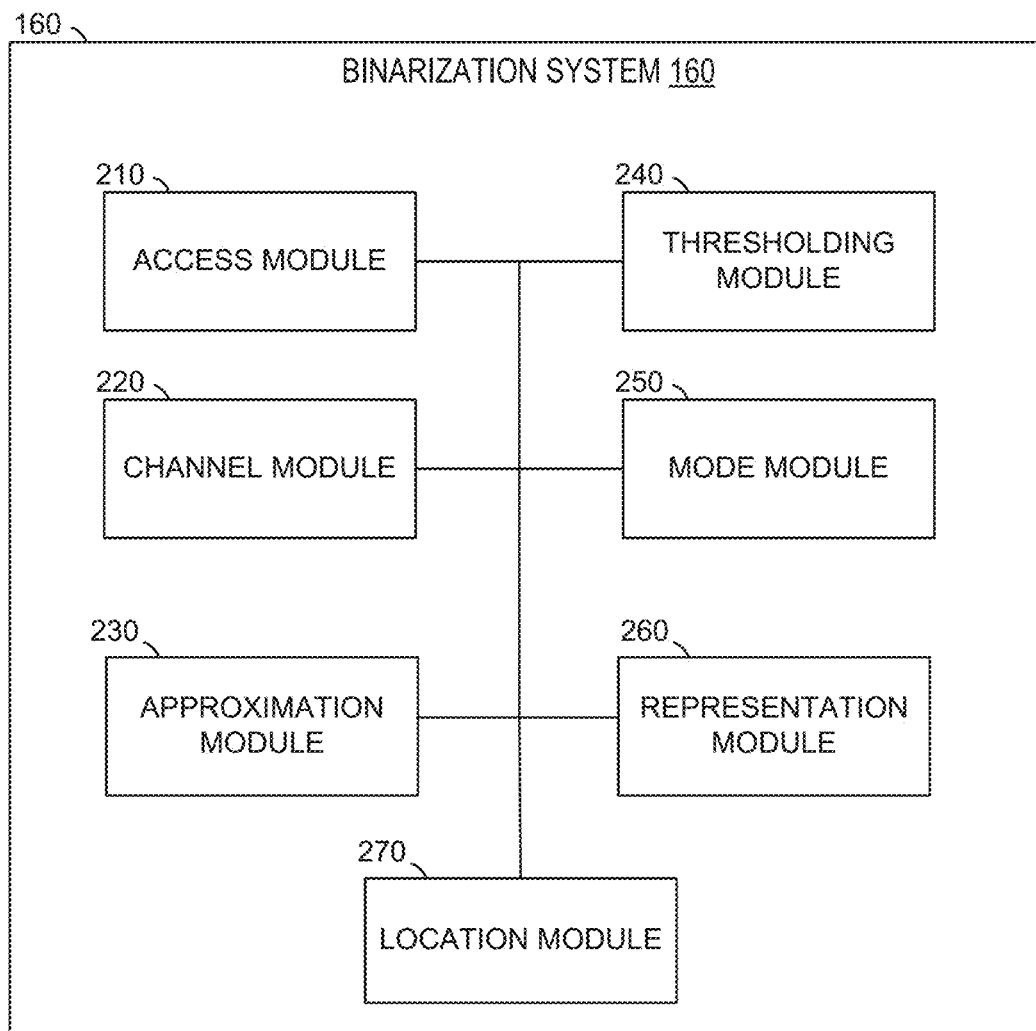 160
BINARIZATION SYSTEM 160
210
ACCESS MODULE
240
THRESHOLDING
MODULE
220
CHANNEL MODULE
250
MODE MODULE
230
APPROXIMATION
MODULE
260
REPRESENTATION
MODULE
270
LOCATION MODULE